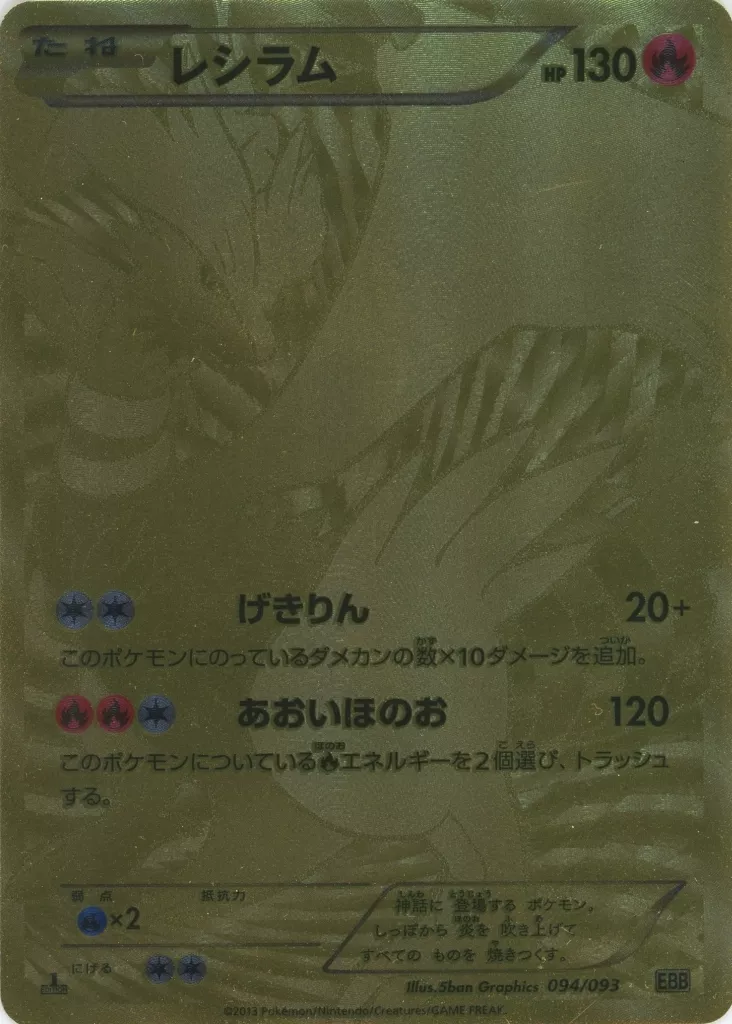 たね
レシラム
HP 130
げきりん 20+
このポケモンにのっているダメカンの数×10ダメージを追加。
あおいほのお 120
このポケモンについているエネルギーを2個選び、トラッシュ
する。
弱点 抵抗力
×2
にげる
神話に 登場する ポケモン。
しっぽから 炎を 吹き上げて
すべての ものを 焼きつくす。
1 EDITION
Illus. 5ban Graphics 094/093 EBB
©2013 Pokémon/Nintendo/Creatures/GAME FREAK.